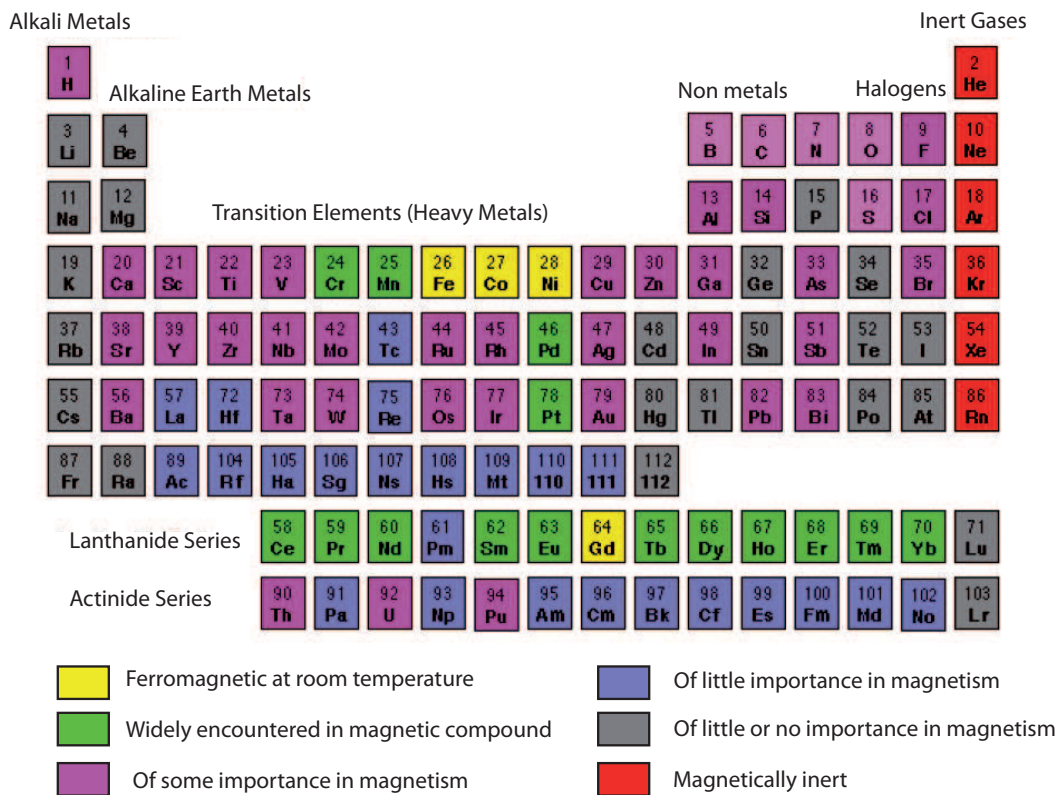 Alkali Metals Inert Gases
1 2
H He
Alkaline Earth Metals Non metals Halogens
3 4 5 6 7 8 9 10
Li Be B C N O F Ne
11 12 13 14 15 16 17 18
Na Mg Al Si P S Cl Ar
Transition Elements (Heavy Metals)
19 20 21 22 23 24 25 26 27 28 29 30 31 32 33 34 35 36
K Ca Sc Ti V Cr Mn Fe Co Ni Cu Zn Ga Ge As Se Br Kr
37 38 39 40 41 42 43 44 45 46 47 48 49 50 51 52 53 54
Rb Sr Y Zr Nb Mo Tc Ru Rh Pd Ag Cd In Sn Sb Te I Xe
55 56 57 72 73 74 75 76 77 78 79 80 81 82 83 84 85 86
Cs Ba La Hf Ta W Re Os Ir Pt Au Hg Tl Pb Bi Po At Rn
87 88 89 104 105 106 107 108 109 110 111 112
Fr Ra Ac Rf Ha Sg Ns Hs Mt 110 111 112
58 59 60 61 62 63 64 65 66 67 68 69 70 71
Lanthanide Series Ce Pr Nd Pm Sm Eu Gd Tb Dy Ho Er Tm Yb Lu
90 91 92 93 94 95 96 97 98 99 100 101 102 103
Actinide Series Th Pa U Np Pu Am Cm Bk Cf Es Fm Md No Lr
Ferromagnetic at room temperature
Widely encountered in magnetic compound
Of some importance in magnetism
Of little importance in magnetism
Of little or no importance in magnetism
Magnetically inert